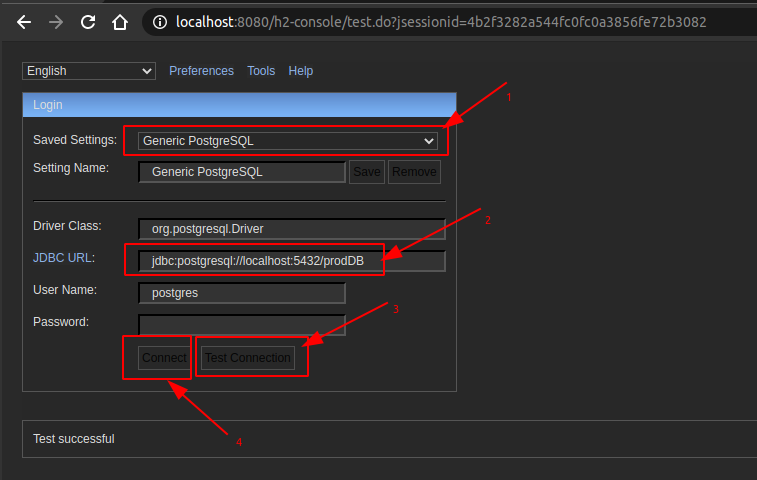 localhost:8080/h2-console/test.do?jsessionid=4b2f3282a544fc0fc0a3856fe72b3082
English Preferences Tools Help
Login
1
Saved Settings: Generic PostgreSQL
Setting Name: Generic PostgreSQL Save Remove
2
Driver Class: org.postgresql.Driver
JDBC URL: jdbc:postgresql://localhost:5432/prodDB
User Name: postgres
3
Password:
Connect Test Connection
4
Test successful